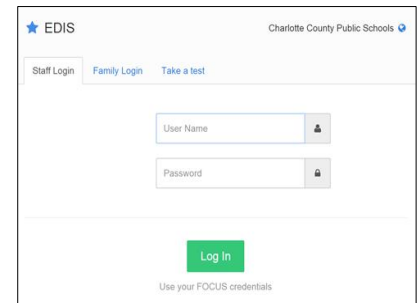 EDIS
Charlotte County Public Schools
Staff Login Family Login Take a test
User Name
Password
Log In
Use your FOCUS credentials